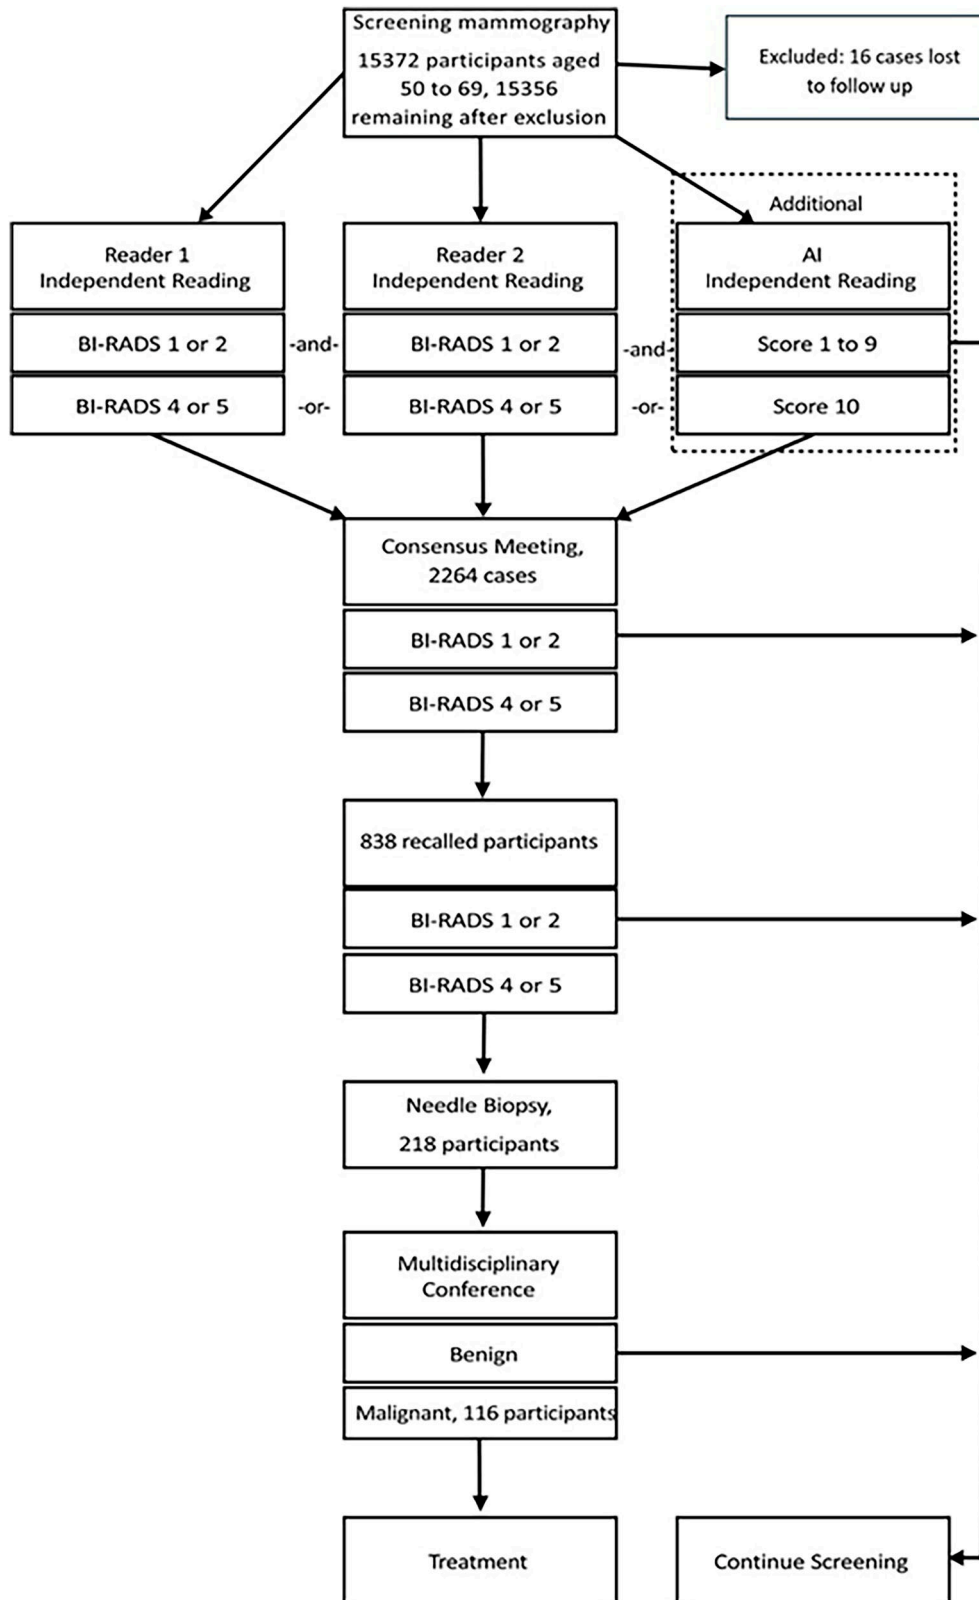 Screening mammography
15372 participants aged
50 to 69, 15356
remaining after exclusion
Excluded: 16 cases lost
to follow up
Additional
Reader 1
Independent Reading
Reader 2
Independent Reading
AI
Independent Reading
BI-RADS 1 or 2
-and-
BI-RADS 1 or 2
-and-
Score 1 to 9
BI-RADS 4 or 5
-or-
BI-RADS 4 or 5
-or-
Score 10
Consensus Meeting,
2264 cases
BI-RADS 1 or 2
BI-RADS 4 or 5
838 recalled participants
BI-RADS 1 or 2
BI-RADS 4 or 5
Needle Biopsy,
218 participants
Multidisciplinary
Conference
Benign
Malignant, 116 participants
Treatment
Continue Screening